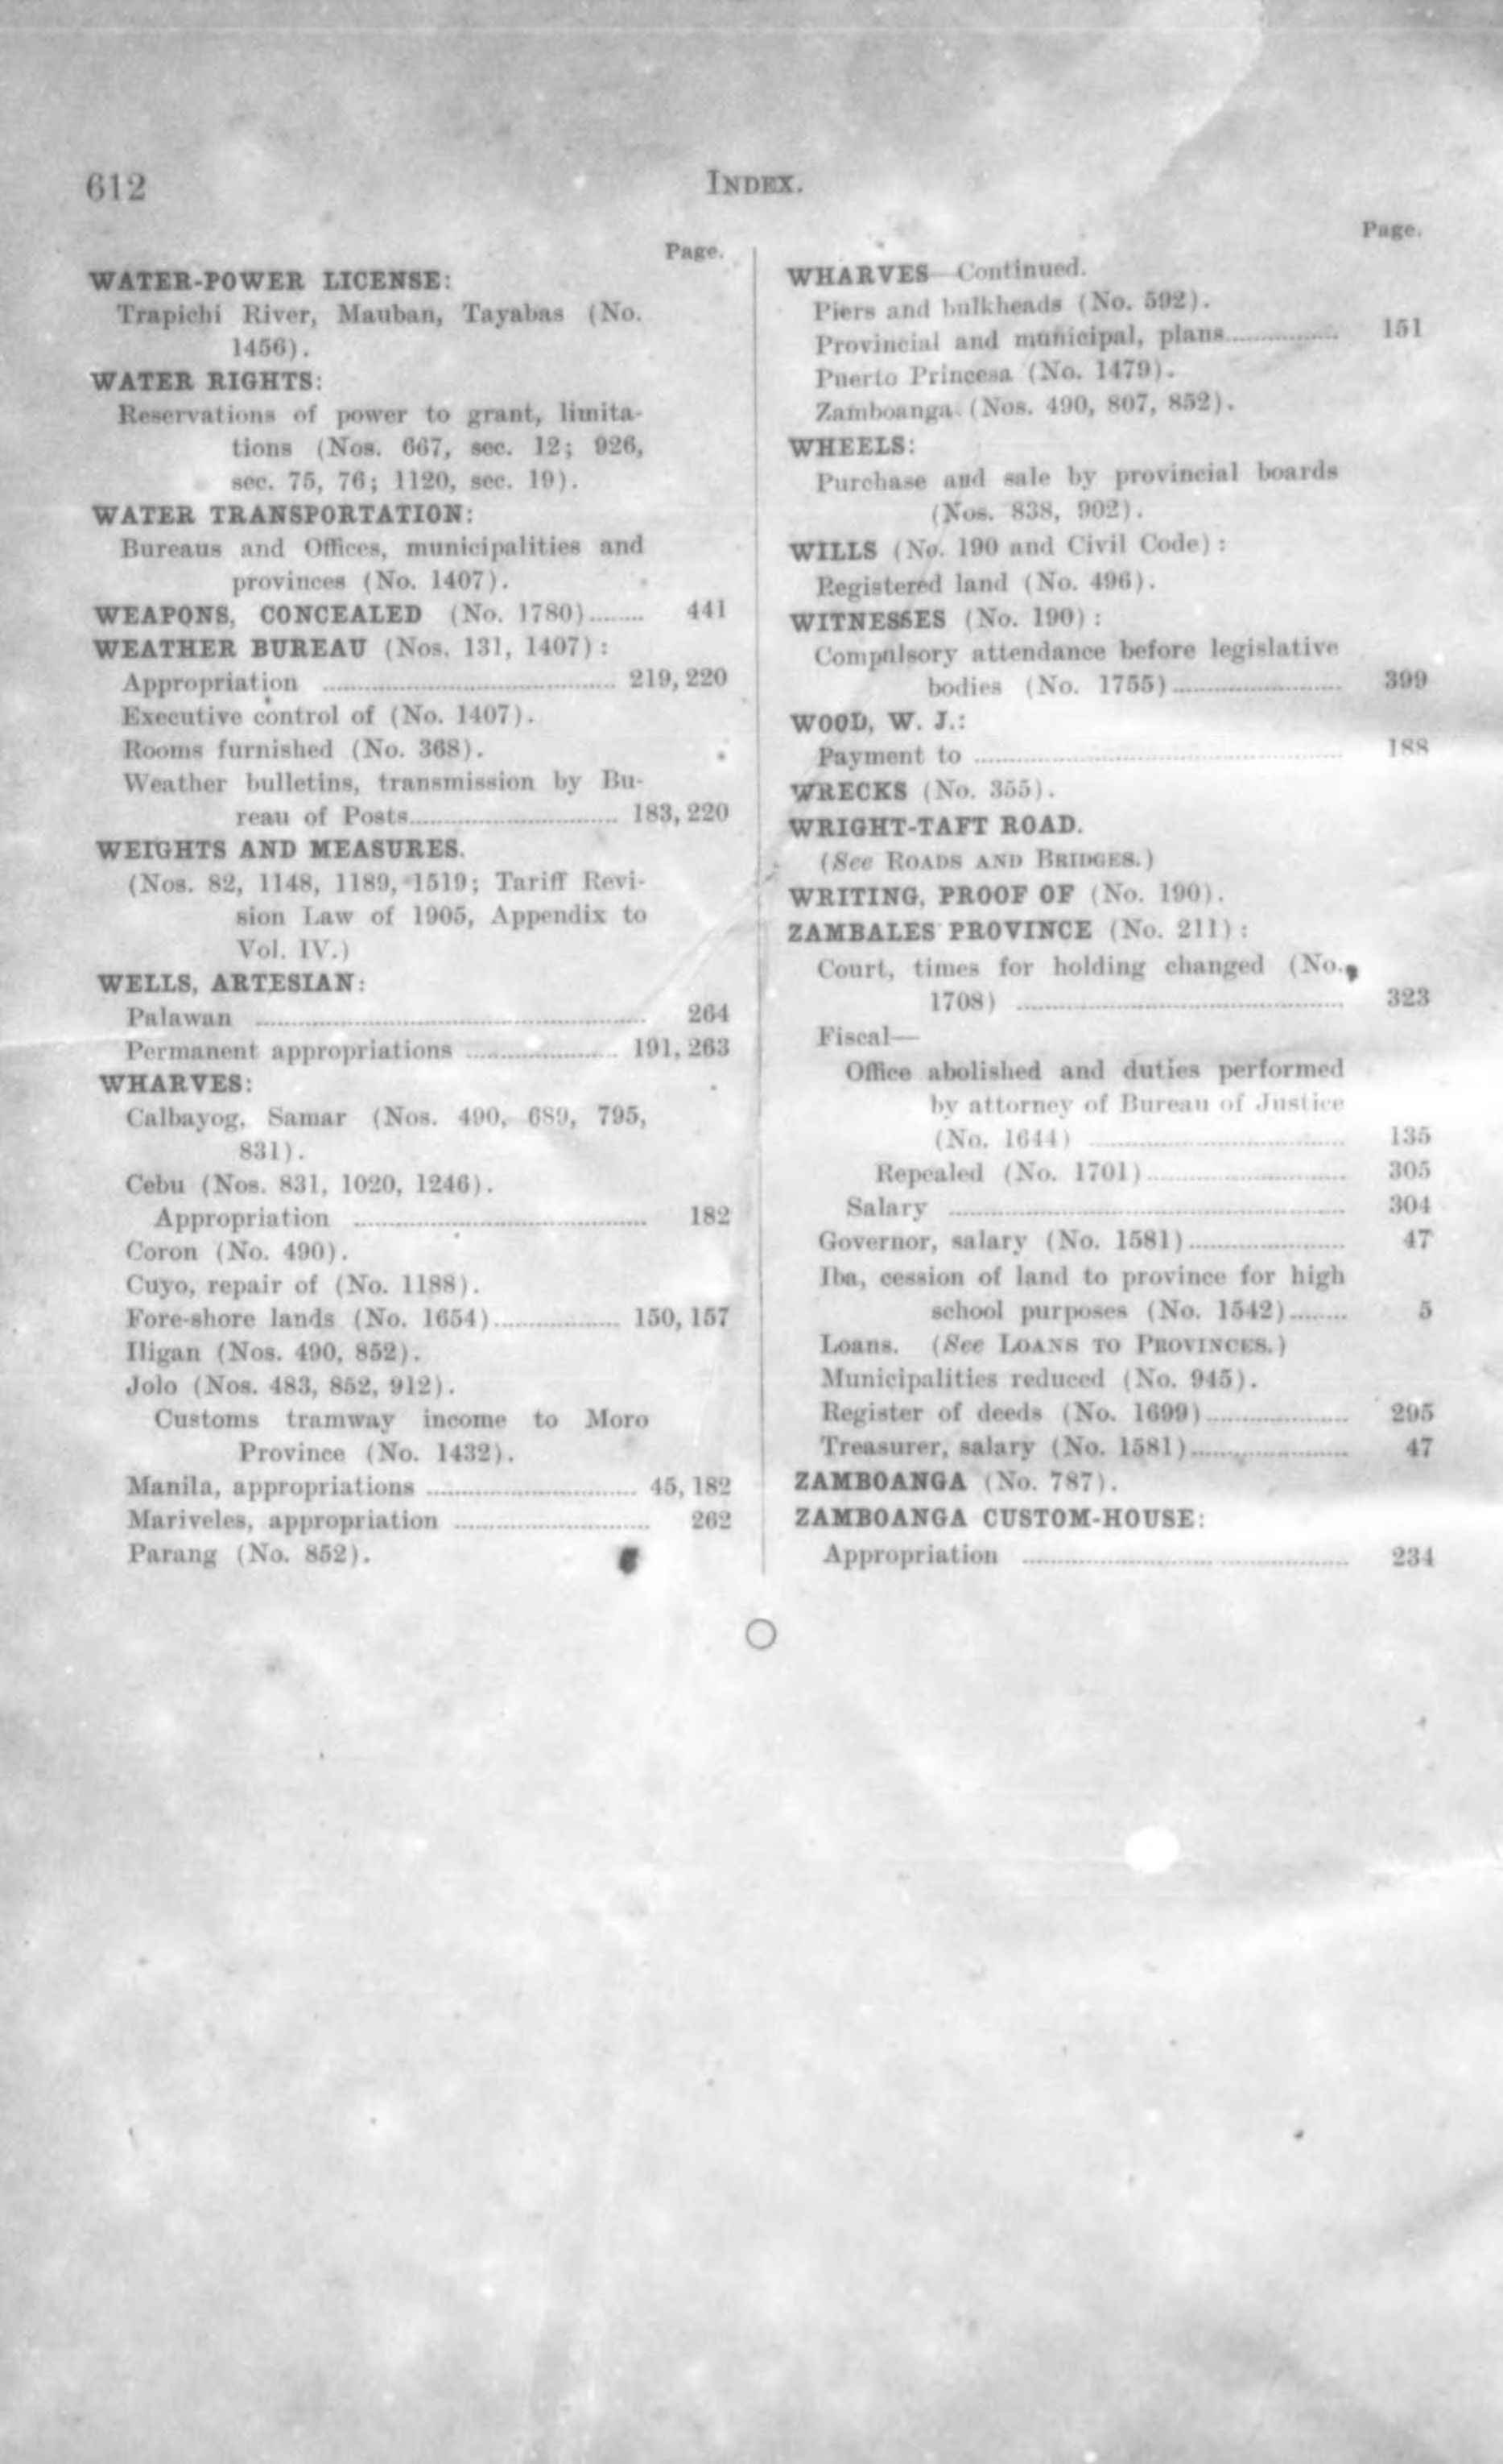 612
INDEX.
Page.
WATER-POWER LICENSE:
Trapichi River, Mauban, Tayabas (No.
1456).
WATER RIGHTS:
Reservations of power to grant, limita-
tions (Nos. 667, sec. 12; 926,
sec. 75, 76; 1120, sec. 19).
WATER TRANSPORTATION:
Bureaus and Offices, municipalities and
provinces (No. 1407).
WEAPONS, CONCEALED (No. 1780)........ 441
WEATHER BUREAU (Nos. 131, 1407):
Appropriation ........................................ 219, 220
Executive control of (No. 1407).
Rooms furnished (No. 368).
Weather bulletins, transmission by Bu-
reau of Posts............................ 183, 220
WEIGHTS AND MEASURES.
(Nos. 82, 1148, 1189, 1519; Tariff Revi-
sion Law of 1905, Appendix to
Vol. IV.)
WELLS, ARTESIAN:
Palawan ...................................................... 264
Permanent appropriations ..................... 191, 263
WHARVES:
Calbayog, Samar (Nos. 490, 689, 795,
831).
Cebu (Nos. 831, 1020, 1246).
Appropriation ........................................ 182
Coron (No. 490).
Cuyo, repair of (No. 1188).
Fore-shore lands (No. 1654)................. 150, 157
Iligan (Nos. 490, 852).
Jolo (Nos. 483, 852, 912).
Customs tramway income to Moro
Province (No. 1432).
Manila, appropriations ............................. 45, 182
Mariveles, appropriation ........................... 262
Parang (No. 852).
Page.
WHARVES—Continued.
Piers and bulkheads (No. 592).
Provincial and municipal, plans................ 151
Puerto Princesa (No. 1479).
Zamboanga (Nos. 490, 807, 852).
WHEELS:
Purchase and sale by provincial boards
(Nos. 838, 902).
WILLS (No. 190 and Civil Code):
Registered land (No. 496).
WITNESSES (No. 190):
Compulsory attendance before legislative
bodies (No. 1755)....................... 399
WOOD, W. J.:
Payment to .................................................. 188
WRECKS (No. 355).
WRIGHT-TAFT ROAD.
(See ROADS AND BRIDGES.)
WRITING, PROOF OF (No. 190).
ZAMBALES PROVINCE (No. 211):
Court, times for holding changed (No.
1708) ............................................. 323
Fiscal—
Office abolished and duties performed
by attorney of Bureau of Justice
(No. 1644) ................................... 135
Repealed (No. 1701)........................... 305
Salary ...................................................... 304
Governor, salary (No. 1581)..................... 47
Iba, cession of land to province for high
school purposes (No. 1542)........ 5
Loans. (See LOANS TO PROVINCES.)
Municipalities reduced (No. 945).
Register of deeds (No. 1699)................... 295
Treasurer, salary (No. 1581)..................... 47
ZAMBOANGA (No. 787).
ZAMBOANGA CUSTOM-HOUSE:
Appropriation ............................................ 234